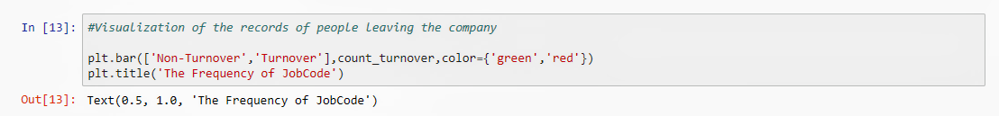 In [13]: #Visualization of the records of people leaving the company
plt.bar(['Non-Turnover','Turnover'],count_turnover,color={'green','red'})
plt.title('The Frequency of JobCode')
Out[13]: Text(0.5, 1.0, 'The Frequency of JobCode')